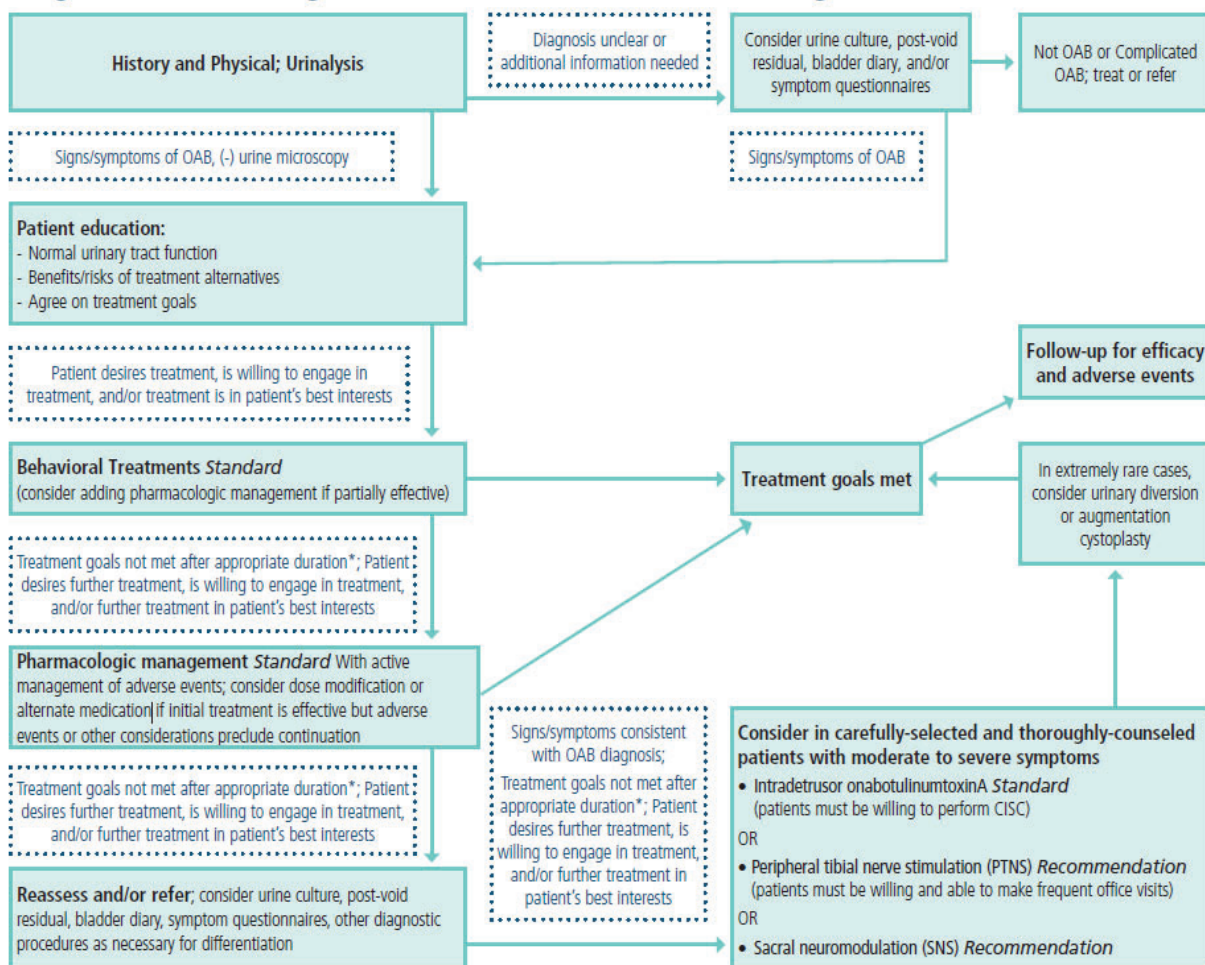 History and Physical; Urinalysis
Diagnosis unclear or
additional information needed
Consider urine culture, post-void
residual, bladder diary, and/or
symptom questionnaires
Not OAB or Complicated
OAB; treat or refer
Signs/symptoms of OAB, (-) urine microscopy
Signs/symptoms of OAB
Patient education:
- Normal urinary tract function
- Benefits/risks of treatment alternatives
- Agree on treatment goals
Patient desires treatment, is willing to engage in
treatment, and/or treatment is in patient's best interests
Follow-up for efficacy
and adverse events
Behavioral Treatments Standard
(consider adding pharmacologic management if partially effective)
Treatment goals met
In extremely rare cases,
consider urinary diversion
or augmentation
cystoplasty
Treatment goals not met after appropriate duration*; Patient
desires further treatment, is willing to engage in treatment,
and/or further treatment in patient's best interests
Pharmacologic management Standard With active
management of adverse events; consider dose modification or
alternate medication if initial treatment is effective but adverse
events or other considerations preclude continuation
Treatment goals not met after appropriate duration*; Patient
desires further treatment, is willing to engage in treatment,
and/or further treatment in patient's best interests
Reassess and/or refer; consider urine culture, post-void
residual, bladder diary, symptom questionnaires, other diagnostic
procedures as necessary for differentiation
Signs/symptoms consistent
with OAB diagnosis;
Treatment goals not met after
appropriate duration*; Patient
desires further treatment, is
willing to engage in treatment,
and/or further treatment in
patient's best interests
Consider in carefully-selected and thoroughly-counseled
patients with moderate to severe symptoms
• Intradetrusor onabotulinumtoxinA Standard
(patients must be willing to perform CISC)
OR
• Peripheral tibial nerve stimulation (PTNS) Recommendation
(patients must be willing and able to make frequent office visits)
OR
• Sacral neuromodulation (SNS) Recommendation